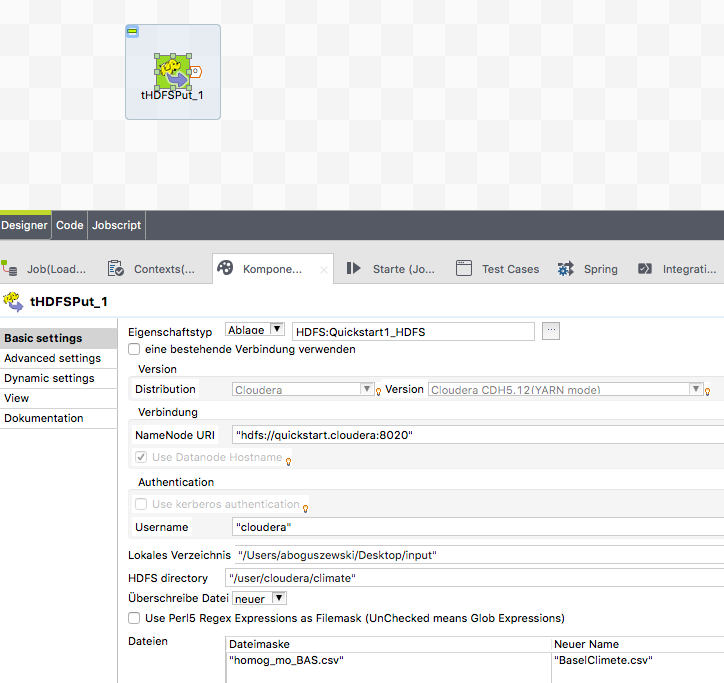 tHDFSPut_1
Designer Code Jobscript
Job(Load... Contexts(... Kompone... Starte (Jo... Test Cases Spring Integrati...
tHDFSPut_1
Basic settings
Advanced settings
Dynamic settings
View
Dokumentation
Eigenschaftstyp Ablage HDFS:Quickstart1_HDFS ...
eine bestehende Verbindung verwenden
Version
Distribution Cloudera Version Cloudera CDH5.12(YARN mode)
Verbindung
NameNode URI "hdfs://quickstart.cloudera:8020"
Use Datanode Hostname
Authentication
Use kerberos authentication
Username "cloudera"
Lokales Verzeichnis "/Users/aboguszewski/Desktop/input"
HDFS directory "/user/cloudera/climate"
Überschreibe Datei neuer
Use Perl5 Regex Expressions as Filemask (UnChecked means Glob Expressions)
Dateien Dateimaske Neuer Name
"homog_mo_BAS.csv" "BaselClimete.csv"